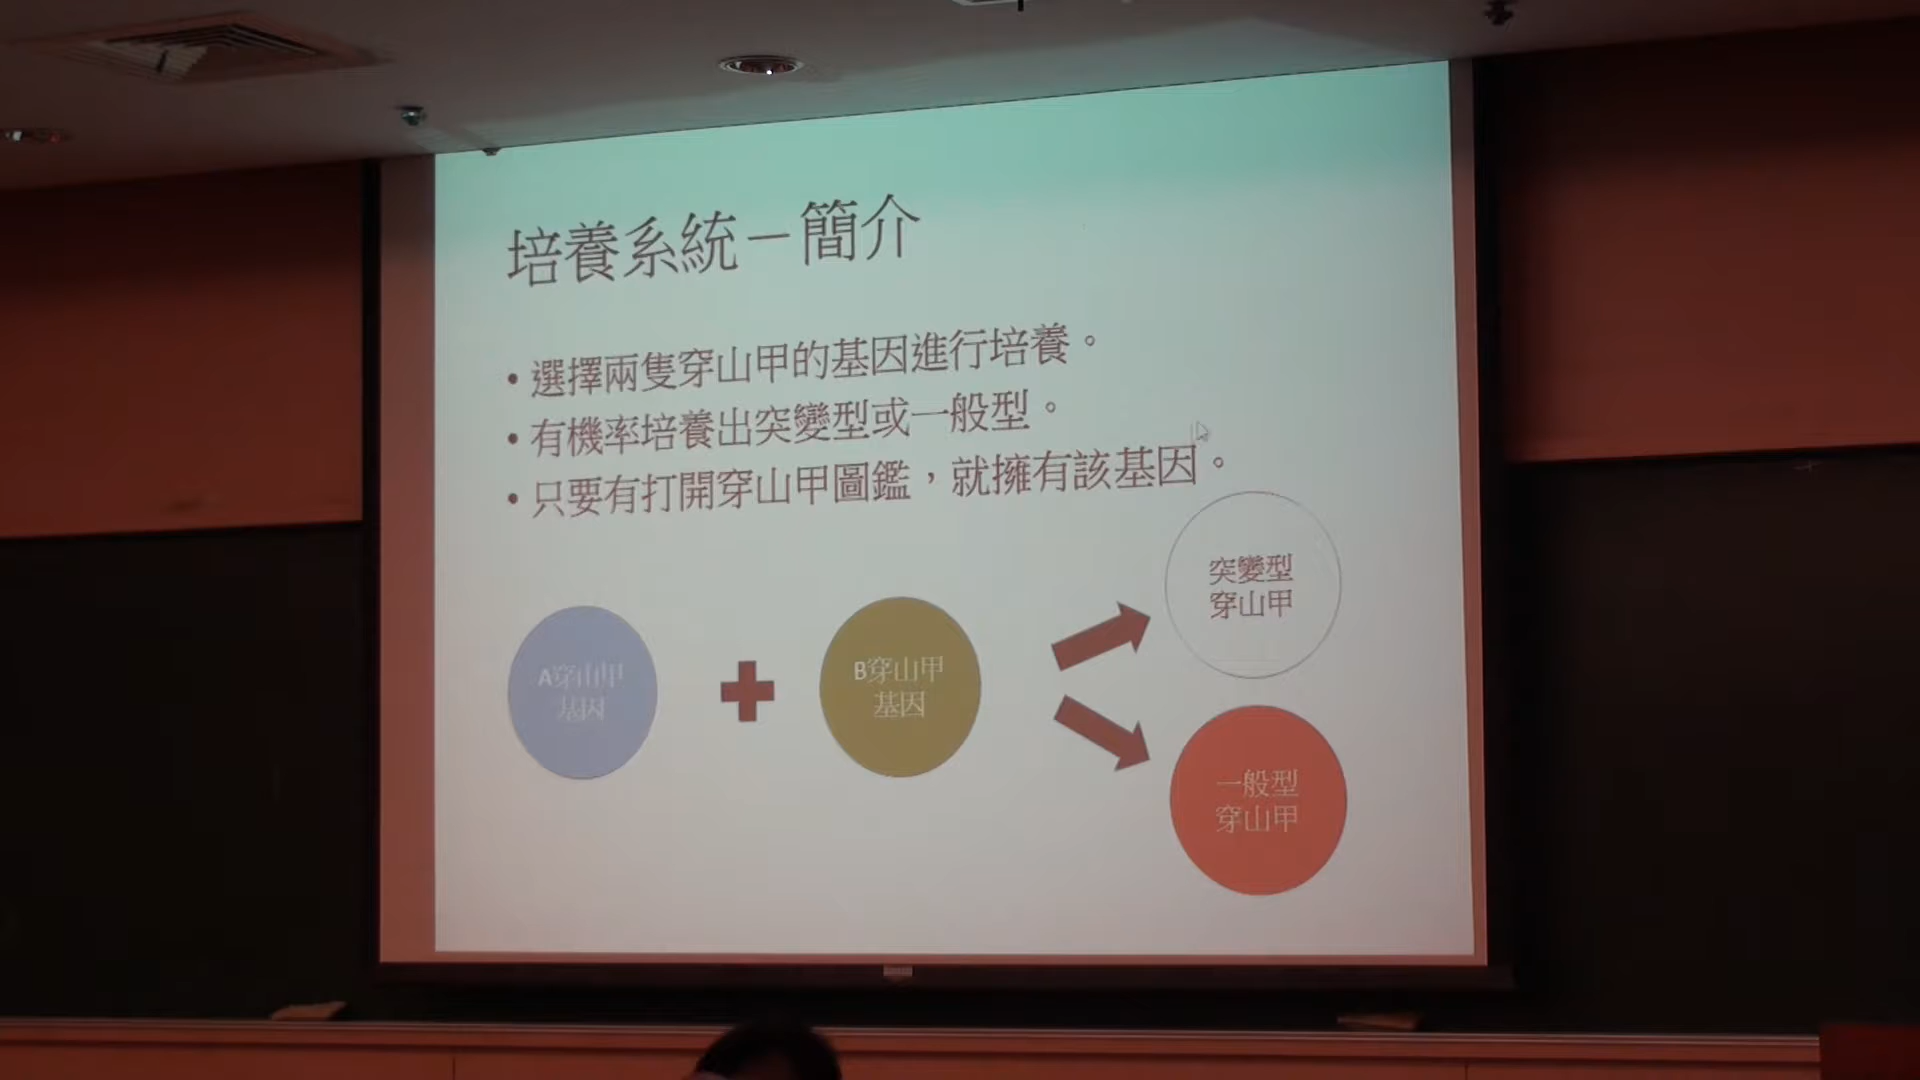 培養系統－簡介
• 選擇兩隻穿山甲的基因進行培養。
• 有機率培養出突變型或一般型。
• 只要有打開穿山甲圖鑑，就擁有該基因。
A穿山甲
基因
B穿山甲
基因
突變型
穿山甲
一般型
穿山甲